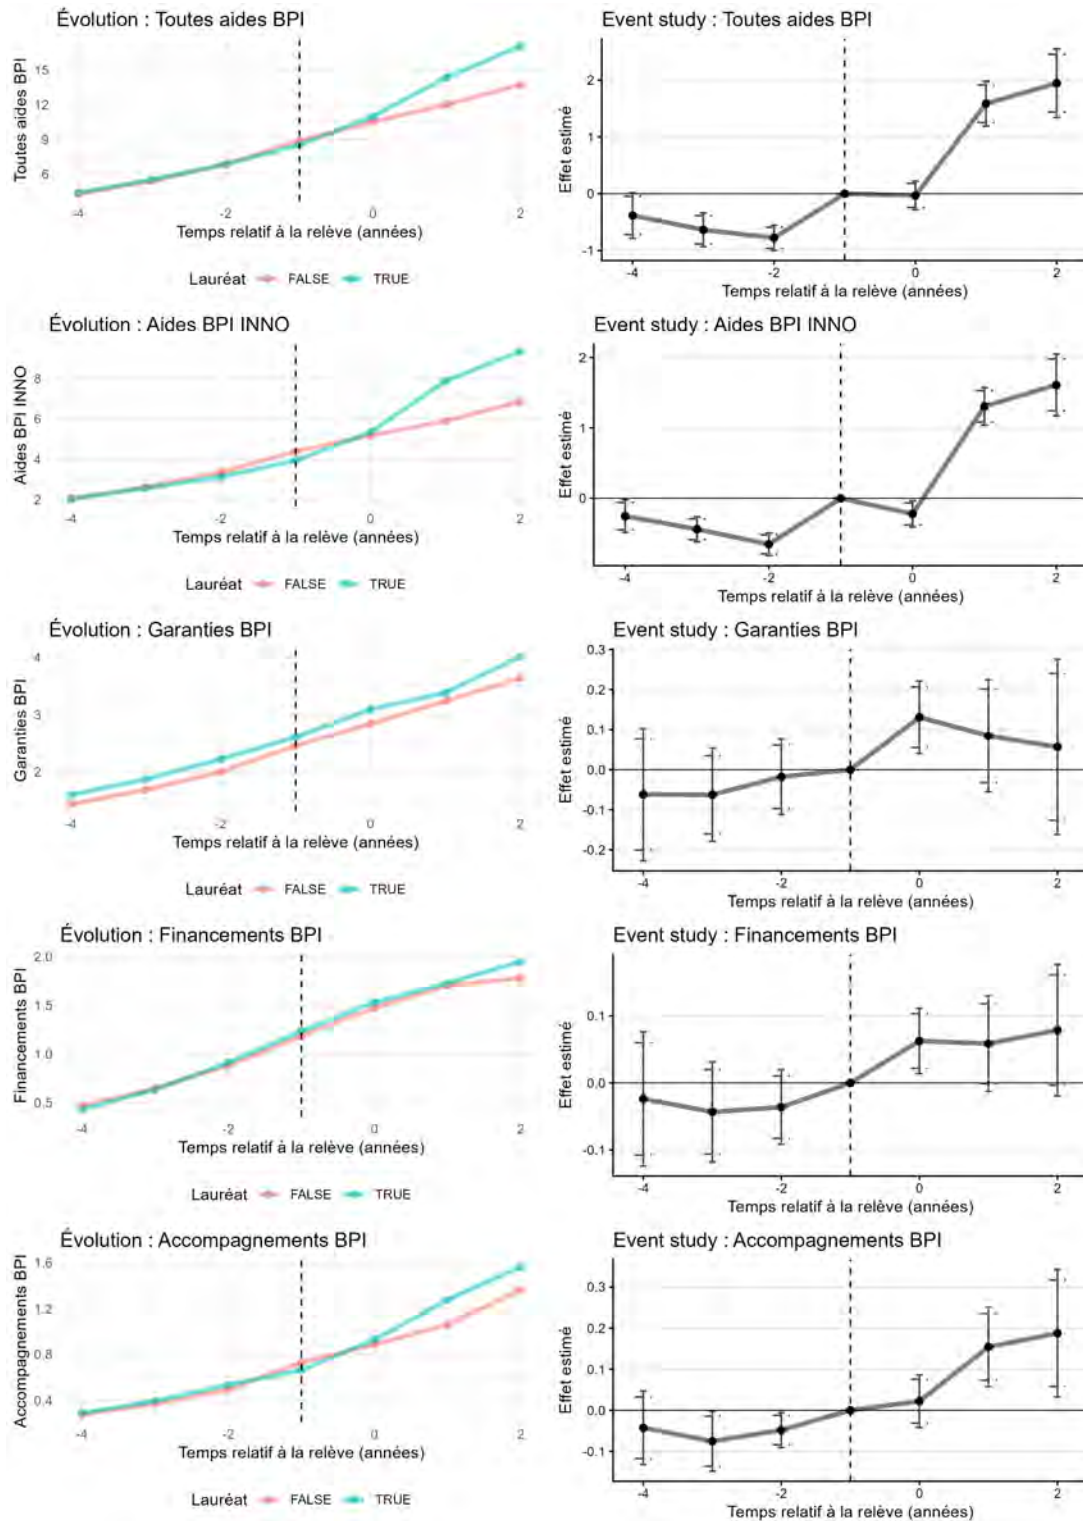 Évolution : Toutes aides BPI
Toutes aides BPI
15
12
9
6
-4
-2
0
2
Temps relatif à la relève (années)
Lauréat FALSE TRUE
Event study : Toutes aides BPI
Effet estimé
2
1
0
-1
-4
-2
0
2
Temps relatif à la relève (années)
Évolution : Aides BPI INNO
Aides BPI INNO
8
6
4
2
-4
-2
0
2
Temps relatif à la relève (années)
Lauréat FALSE TRUE
Event study : Aides BPI INNO
Effet estimé
2
1
0
-4
-2
0
2
Temps relatif à la relève (années)
Évolution : Garanties BPI
Garanties BPI
4
3
2
-4
-2
0
2
Temps relatif à la relève (années)
Lauréat FALSE TRUE
Event study : Garanties BPI
Effet estimé
0.3
0.2
0.1
0.0
-0.1
-0.2
-4
-2
0
2
Temps relatif à la relève (années)
Évolution : Financements BPI
Financements BPI
2.0
1.5
1.0
0.5
-4
-2
0
2
Temps relatif à la relève (années)
Lauréat FALSE TRUE
Event study : Financements BPI
Effet estimé
0.1
0.0
-0.1
-4
-2
0
2
Temps relatif à la relève (années)
Évolution : Accompagnements BPI
Accompagnements BPI
1.6
1.2
0.8
0.4
-4
-2
0
2
Temps relatif à la relève (années)
Lauréat FALSE TRUE
Event study : Accompagnements BPI
Effet estimé
0.3
0.2
0.1
0.0
-0.1
-4
-2
0
2
Temps relatif à la relève (années)